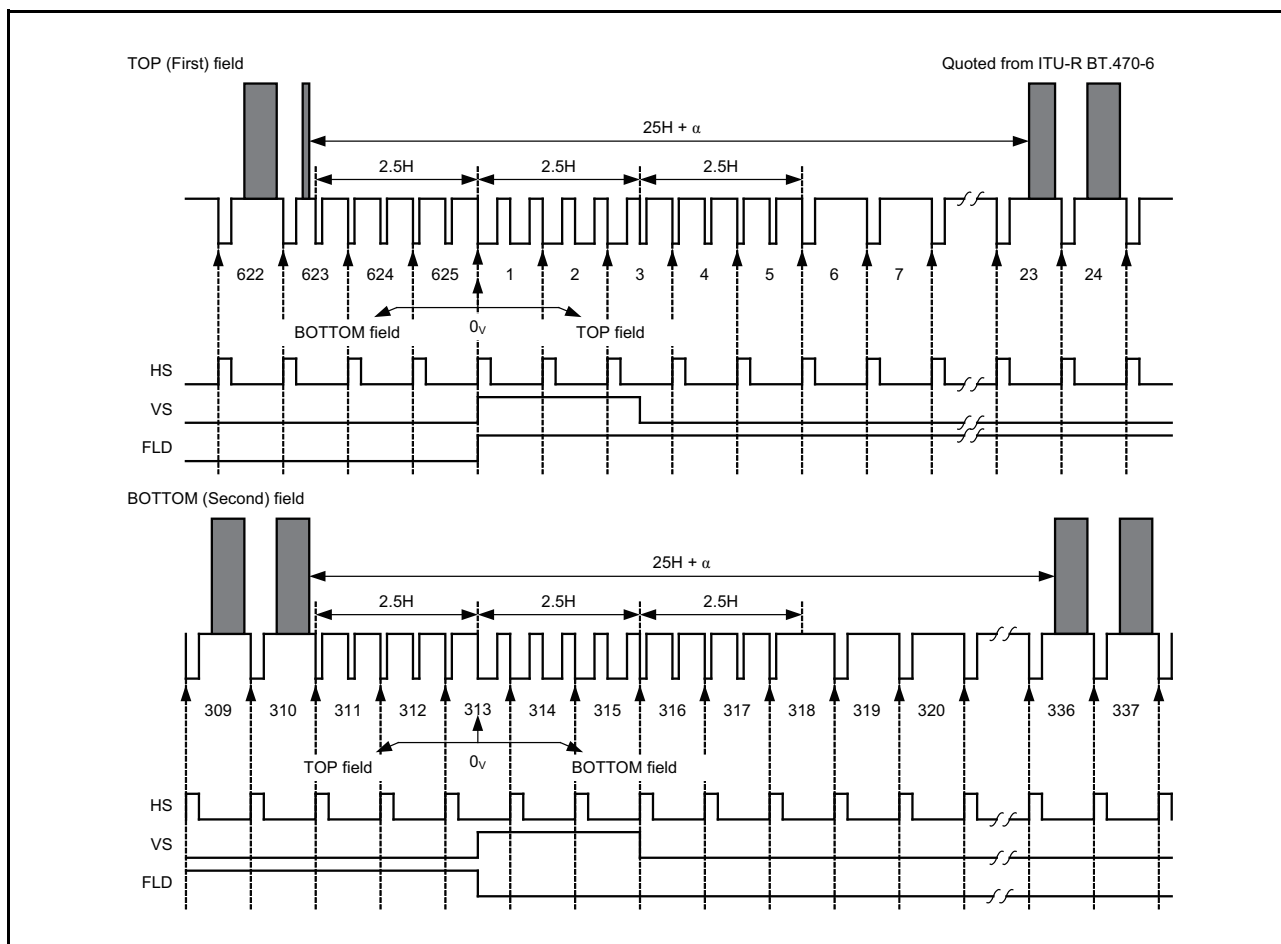 TOP (First) field
Quoted from ITU-R BT.470-6
25H + α
2.5H 2.5H 2.5H
622 623 624 625 1 2 3 4 5 6 7 23 24
BOTTOM field 0V TOP field
HS
VS
FLD
BOTTOM (Second) field
25H + α
2.5H 2.5H 2.5H
309 310 311 312 313 314 315 316 317 318 319 320 336 337
TOP field 0V BOTTOM field
HS
VS
FLD